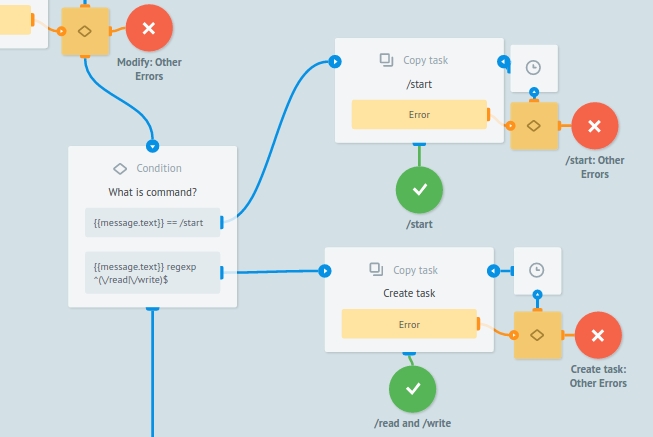 Modify: Other
Errors
Condition
What is command?
{{message.text}} == /start
{{message.text}} regexp
^(\/read|\/write)$
Copy task
/start
Error
/start: Other
Errors
/start
Copy task
Create task
Error
Create task:
Other Errors
/read and /write